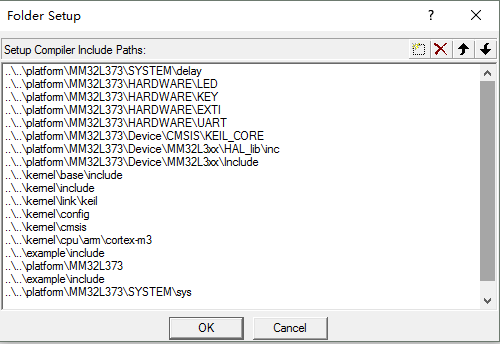 Folder Setup
Setup Compiler Include Paths:
..\..\platform\MM32L373\SYSTEM\delay
..\..\platform\MM32L373\HARDWARE\LED
..\..\platform\MM32L373\HARDWARE\KEY
..\..\platform\MM32L373\HARDWARE\EXTI
..\..\platform\MM32L373\HARDWARE\UART
..\..\platform\MM32L373\Device\CMSIS\KEIL_CORE
..\..\platform\MM32L373\Device\MM32L3xx\HAL_lib\inc
..\..\platform\MM32L373\Device\MM32L3xx\Include
..\..\kernel\base\include
..\..\kernel\include
..\..\kernel\link\keil
..\..\kernel\config
..\..\kernel\cmsis
..\..\kernel\cpu\arm\cortex-m3
..\..\example\include
..\..\platform\MM32L373
..\..\example\include
..\..\platform\MM32L373\SYSTEM\sys
OK Cancel